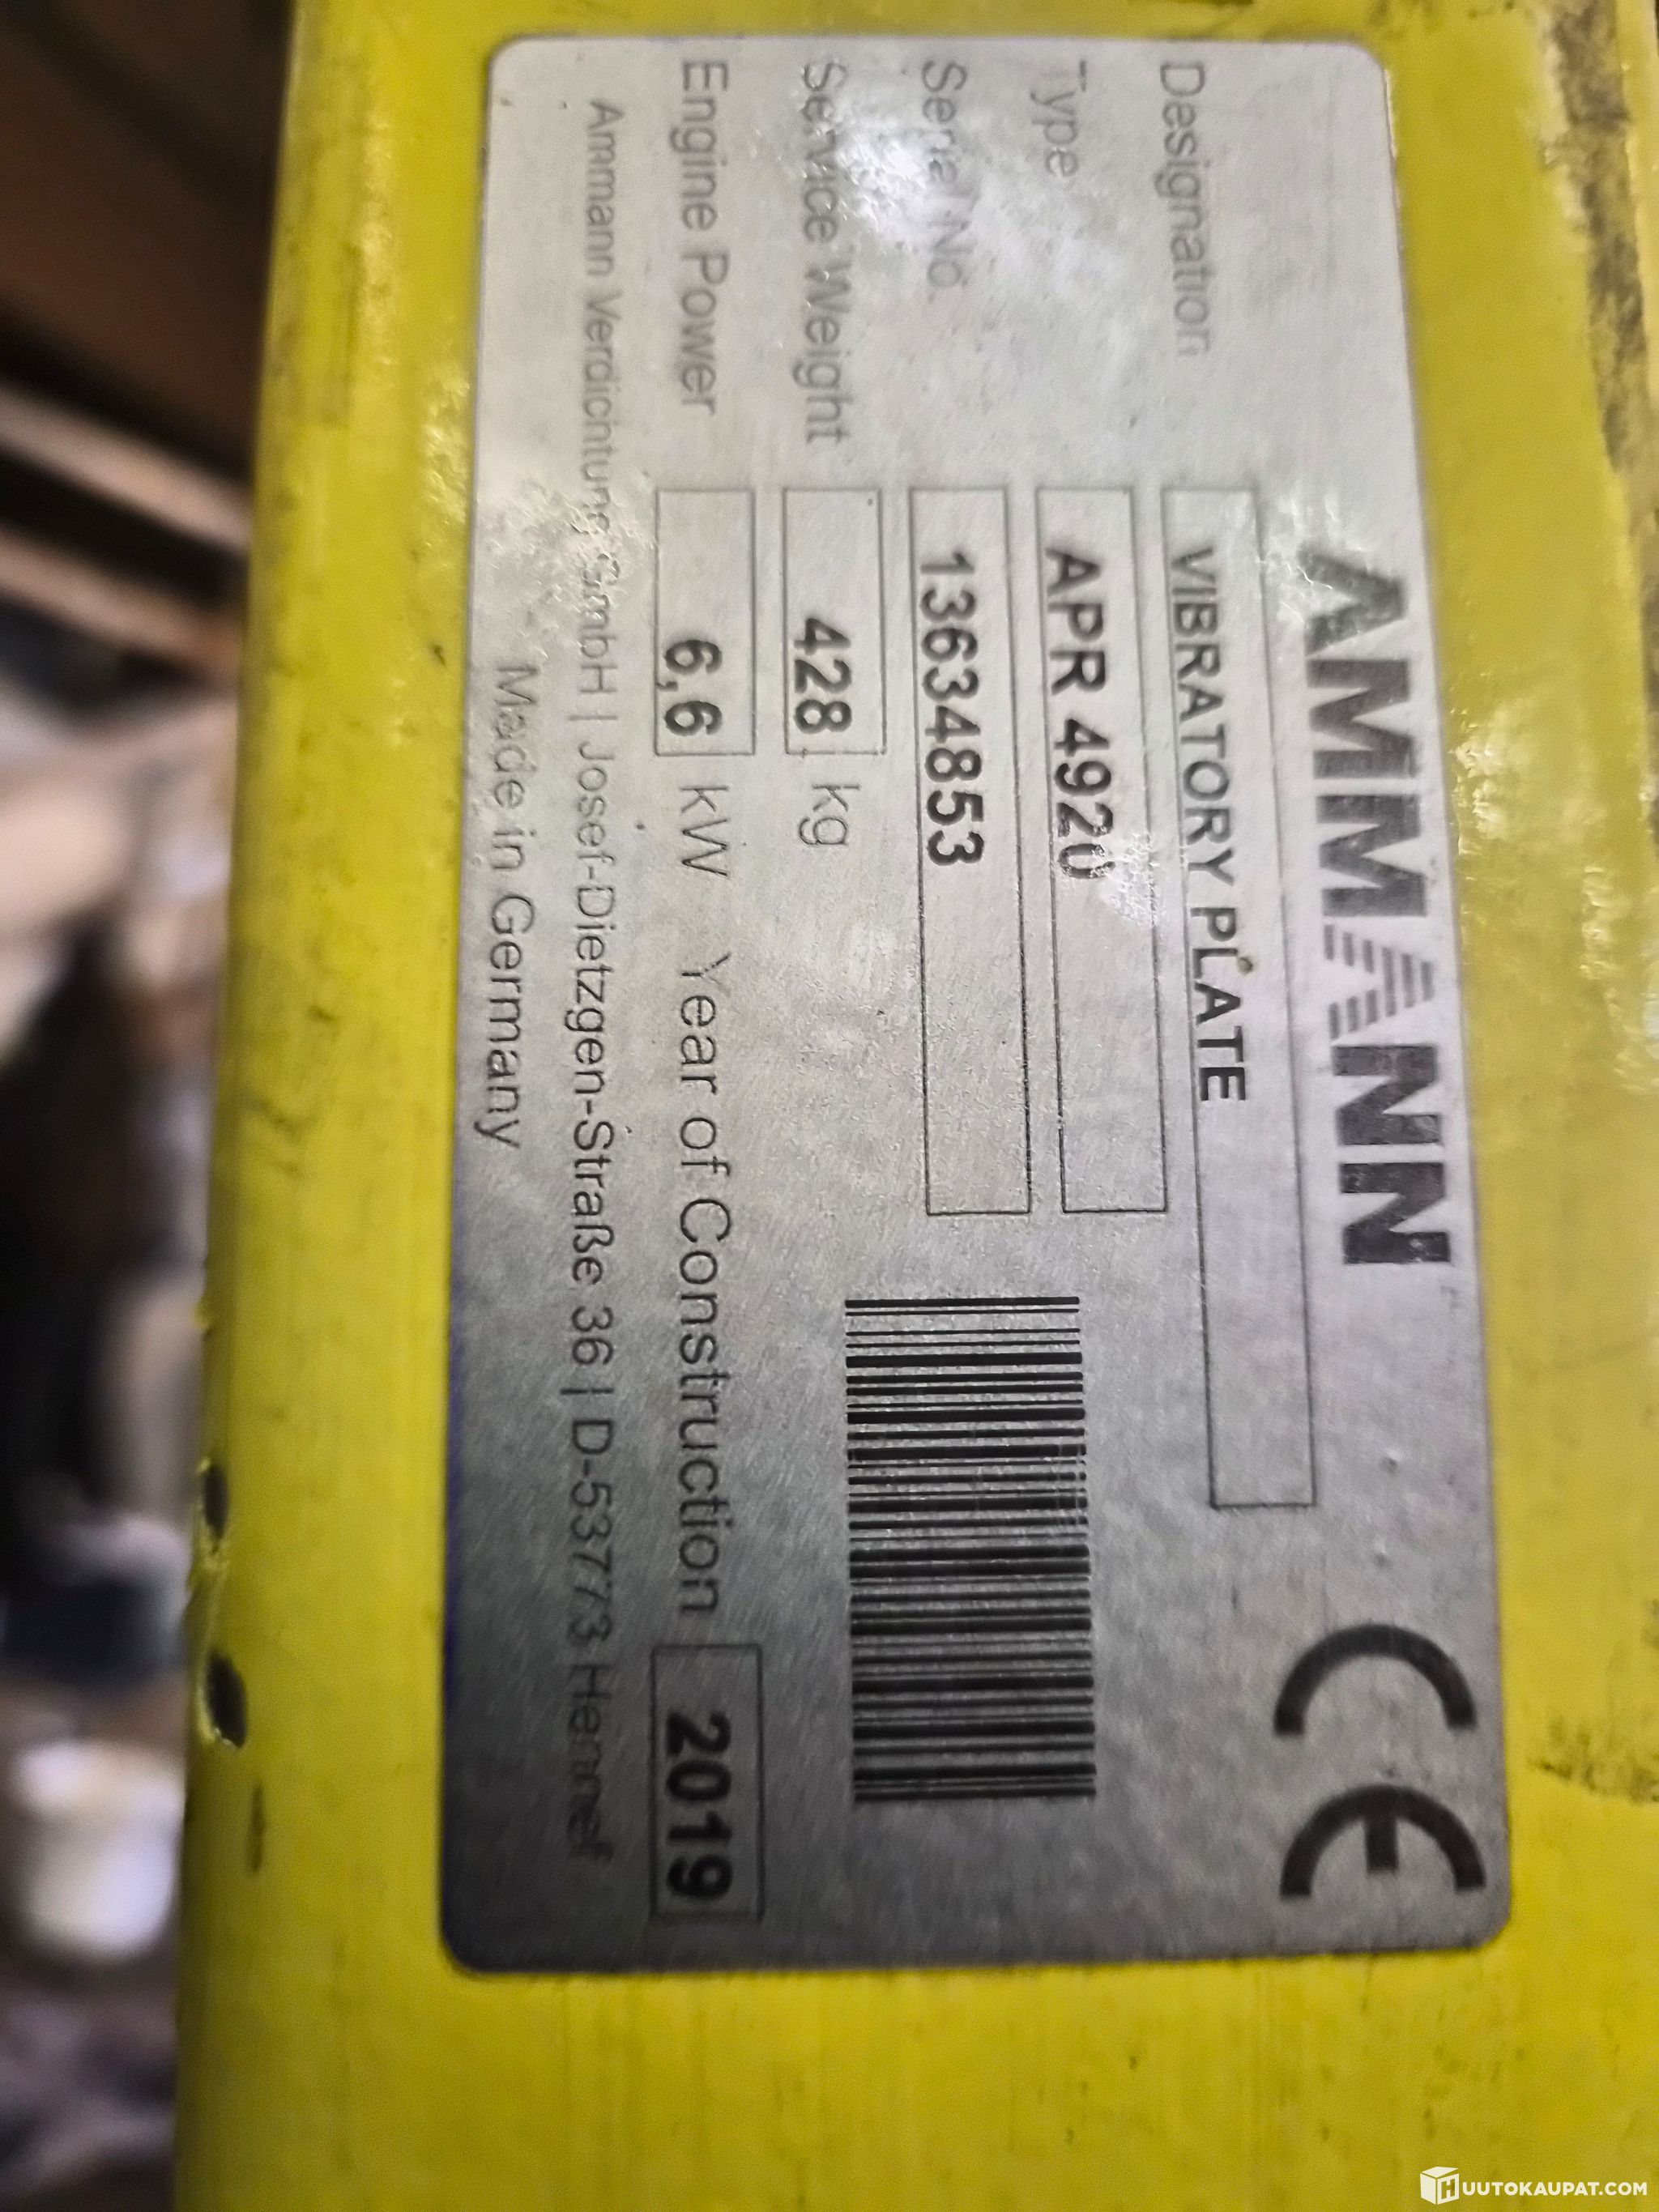 AMMANN
CE
Designation VIBRATORY PLATE
Type APR 4920
Serial No. 13634853
Service Weight 428 kg
Engine Power 6,6 kW Year of Construction 2019
Ammann Verdichtung GmbH | Josef-Dietzgen-Straße 36 | D-53773 Hennef
Made in Germany
HUUTOKAUPAT.COM